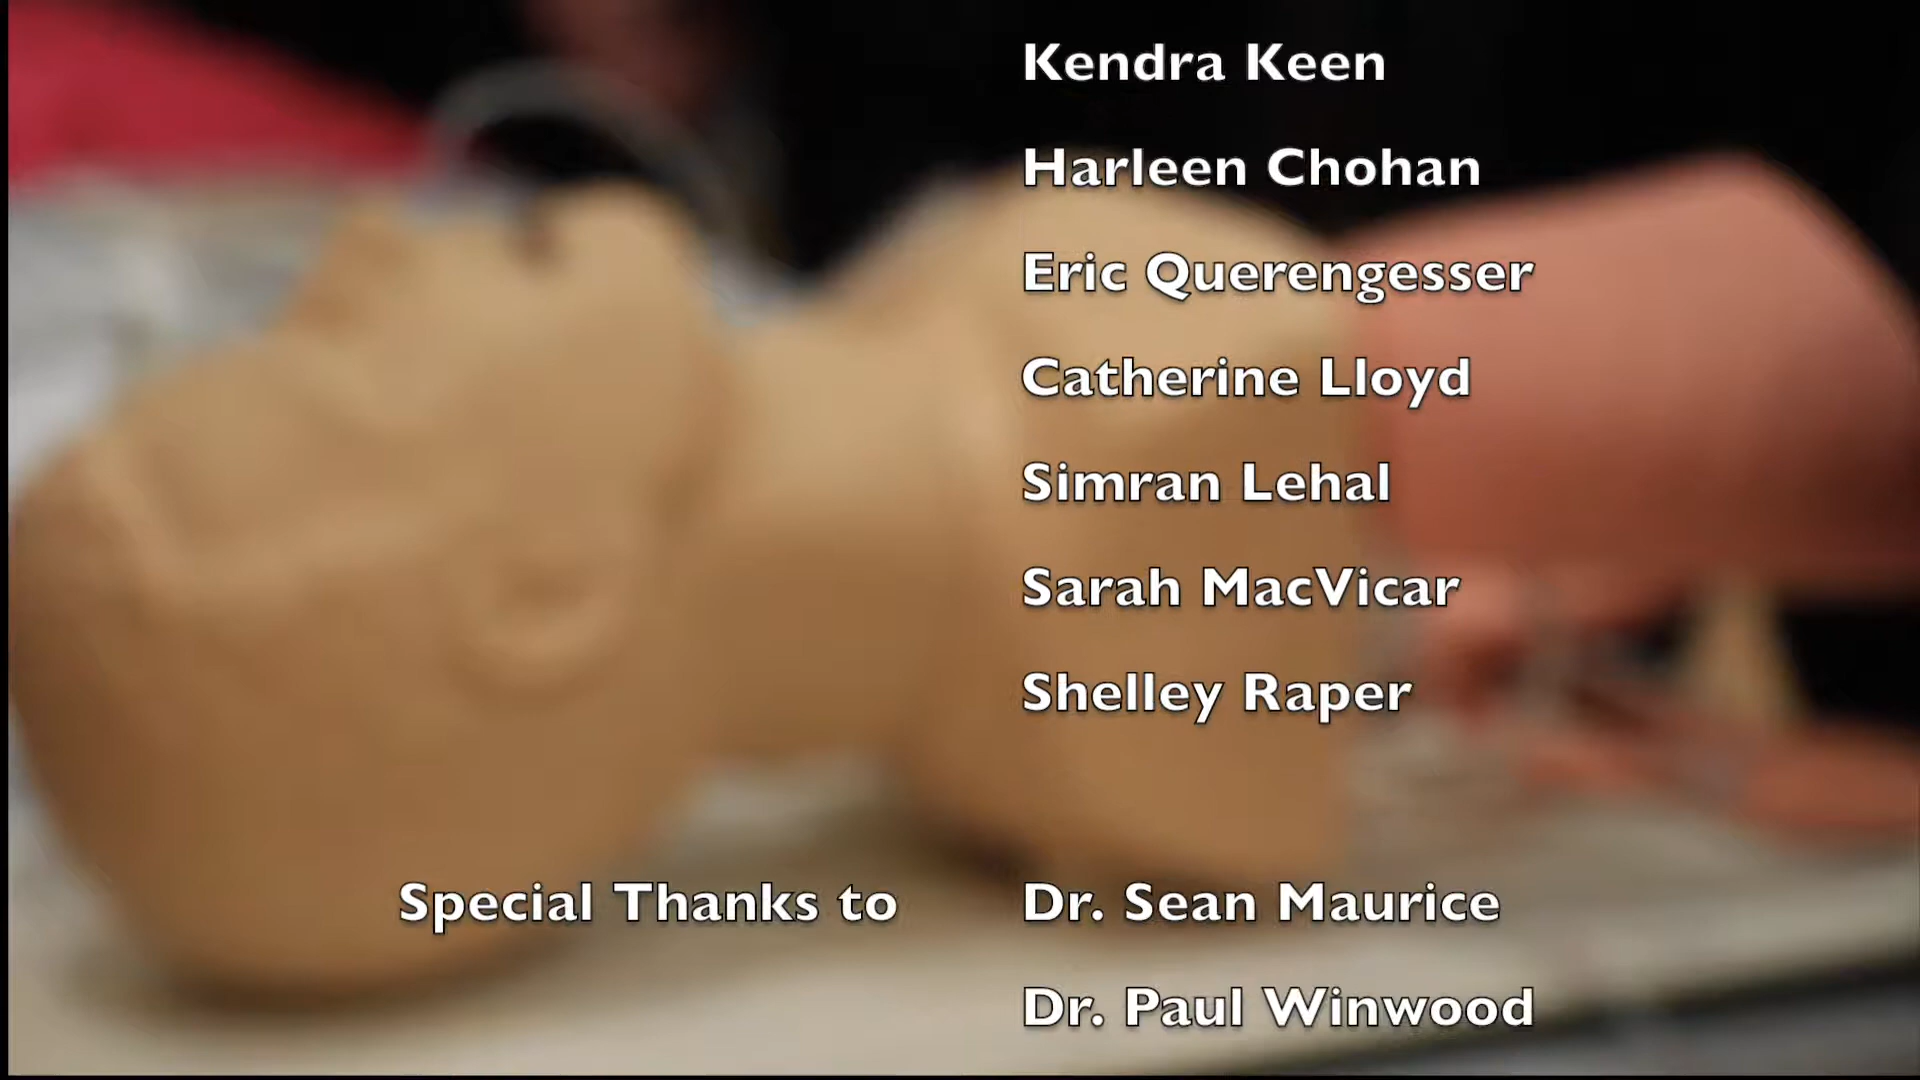 Kendra Keen
Harleen Chohan
Eric Querengesser
Catherine Lloyd
Simran Lehal
Sarah MacVicar
Shelley Raper
Special Thanks to Dr. Sean Maurice
Dr. Paul Winwood